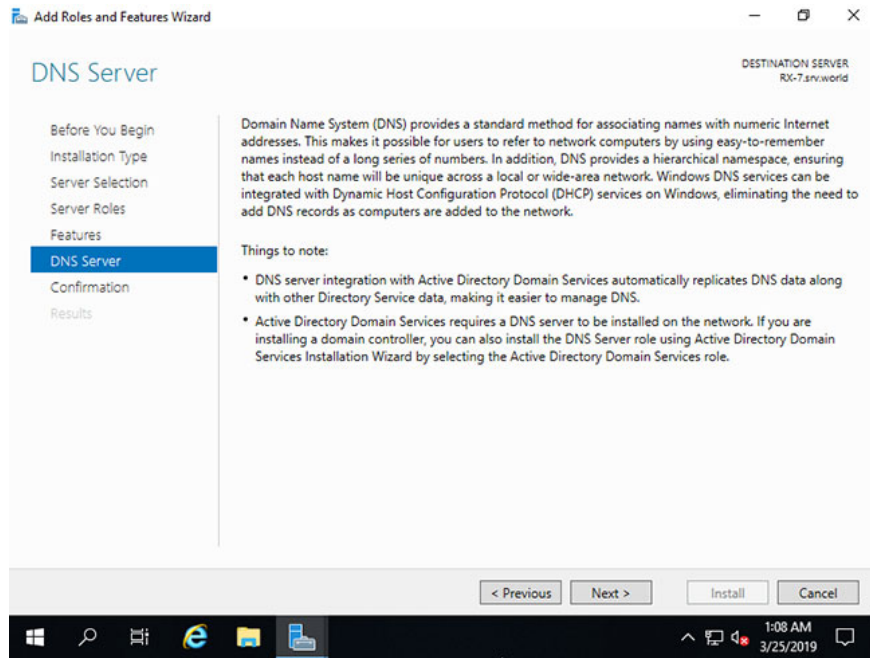 Add Roles and Features Wizard
DNS Server
DESTINATION SERVER
RX-7.srv.world
Before You Begin
Installation Type
Server Selection
Server Roles
Features
DNS Server
Confirmation
Results
Domain Name System (DNS) provides a standard method for associating names with numeric Internet
addresses. This makes it possible for users to refer to network computers by using easy-to-remember
names instead of a long series of numbers. In addition, DNS provides a hierarchical namespace, ensuring
that each host name will be unique across a local or wide-area network. Windows DNS services can be
integrated with Dynamic Host Configuration Protocol (DHCP) services on Windows, eliminating the need to
add DNS records as computers are added to the network.
Things to note:
• DNS server integration with Active Directory Domain Services automatically replicates DNS data along
with other Directory Service data, making it easier to manage DNS.
• Active Directory Domain Services requires a DNS server to be installed on the network. If you are
installing a domain controller, you can also install the DNS Server role using Active Directory Domain
Services Installation Wizard by selecting the Active Directory Domain Services role.
< Previous
Next >
Install
Cancel
1:08 AM
3/25/2019